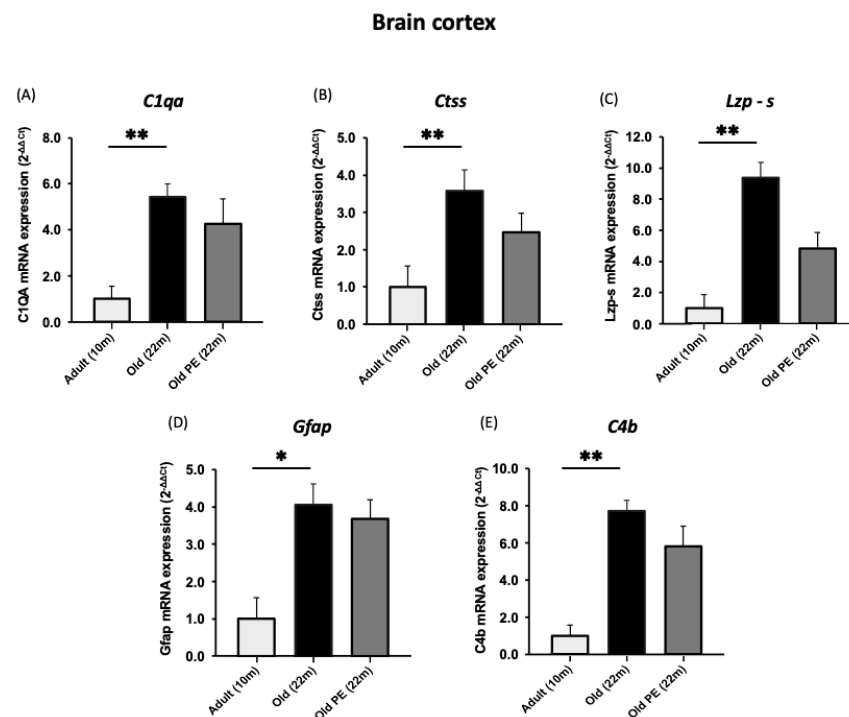 Brain cortex
(A)
C1qa
**
C1QA mRNA expression (2-ΔΔCt)
8.0
6.0
4.0
2.0
0.0
Adult (10m)
Old (22m)
Old PE (22m)
(B)
Ctss
**
Ctss mRNA expression (2-ΔΔCt)
5.0
4.0
3.0
2.0
1.0
0.0
Adult (10m)
Old (22m)
Old PE (22m)
(C)
Lzp - s
**
Lzp-s mRNA expression (2-ΔΔCt)
12.0
10.0
8.0
6.0
4.0
2.0
0.0
Adult (10m)
Old (22m)
Old PE (22m)
(D)
Gfap
*
Gfap mRNA expression (2-ΔΔCt)
5.0
4.0
3.0
2.0
1.0
0.0
Adult (10m)
Old (22m)
Old PE (22m)
(E)
C4b
**
C4b mRNA expression (2-ΔΔCt)
10.0
8.0
6.0
4.0
2.0
0.0
Adult (10m)
Old (22m)
Old PE (22m)